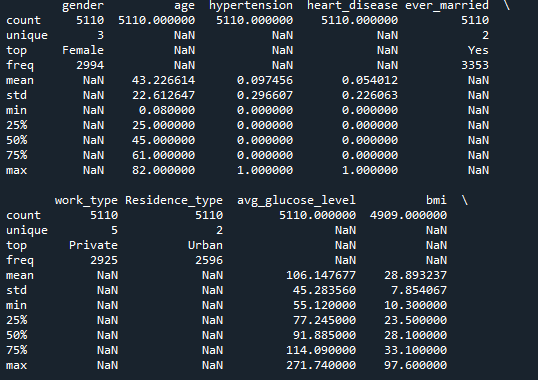 gender age hypertension heart_disease ever_married \
count 5110 5110.000000 5110.000000 5110.000000 5110
unique 3 NaN NaN NaN 2
top Female NaN NaN NaN Yes
freq 2994 NaN NaN NaN 3353
mean NaN 43.226614 0.097456 0.054012 NaN
std NaN 22.612647 0.296607 0.226063 NaN
min NaN 0.080000 0.000000 0.000000 NaN
25% NaN 25.000000 0.000000 0.000000 NaN
50% NaN 45.000000 0.000000 0.000000 NaN
75% NaN 61.000000 0.000000 0.000000 NaN
max NaN 82.000000 1.000000 1.000000 NaN
work_type Residence_type avg_glucose_level bmi \
count 5110 5110 5110.000000 4909.000000
unique 5 2 NaN NaN
top Private Urban NaN NaN
freq 2925 2596 NaN NaN
mean NaN NaN 106.147677 28.893237
std NaN NaN 45.283560 7.854067
min NaN NaN 55.120000 10.300000
25% NaN NaN 77.245000 23.500000
50% NaN NaN 91.885000 28.100000
75% NaN NaN 114.090000 33.100000
max NaN NaN 271.740000 97.600000